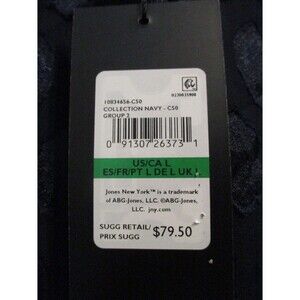 10834656-C50
COLLECTION NAVY - C50
GROUP 2
0 91307 26373 1
US/CA L
ES/FR/PT L DE L UK L
Jones New York™ is a trademark
of ABG-Jones, LLC. ©ABG-Jones,
LLC. jny.com
SUGG RETAIL/
PRIX SUGG
$79.50